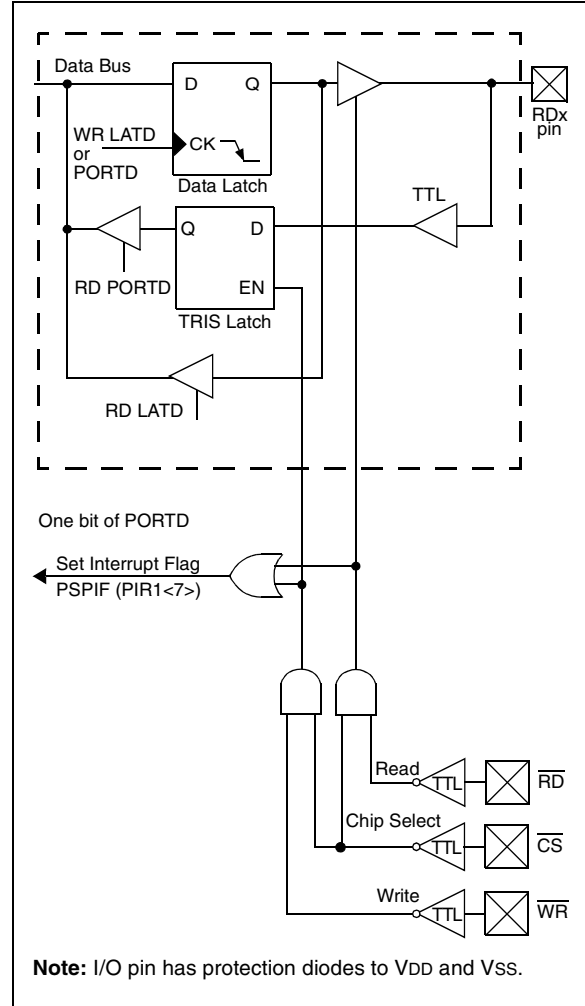 Data Bus
D
Q
WR LATD
or
PORTD
CK
Data Latch
RDx
pin
TTL
Q
D
RD PORTD
EN
TRIS Latch
RD LATD
One bit of PORTD
Set Interrupt Flag
PSPIF (PIR1<7>)
Read
TTL
RD
Chip Select
TTL
CS
Write
TTL
WR
Note: I/O pin has protection diodes to VDD and VSS.